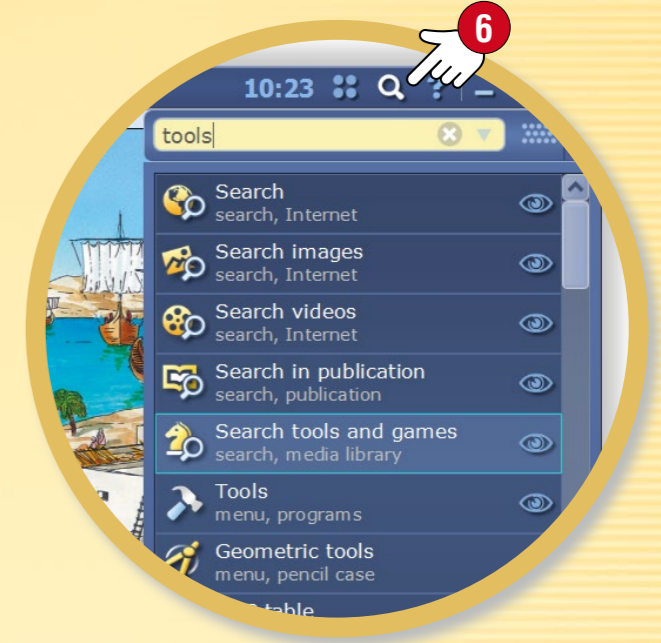 6
10:23 ?
tools
Search
search, Internet
Search images
search, Internet
Search videos
search, Internet
Search in publication
search, publication
Search tools and games
search, media library
Tools
menu, programs
Geometric tools
menu, pencil case
table